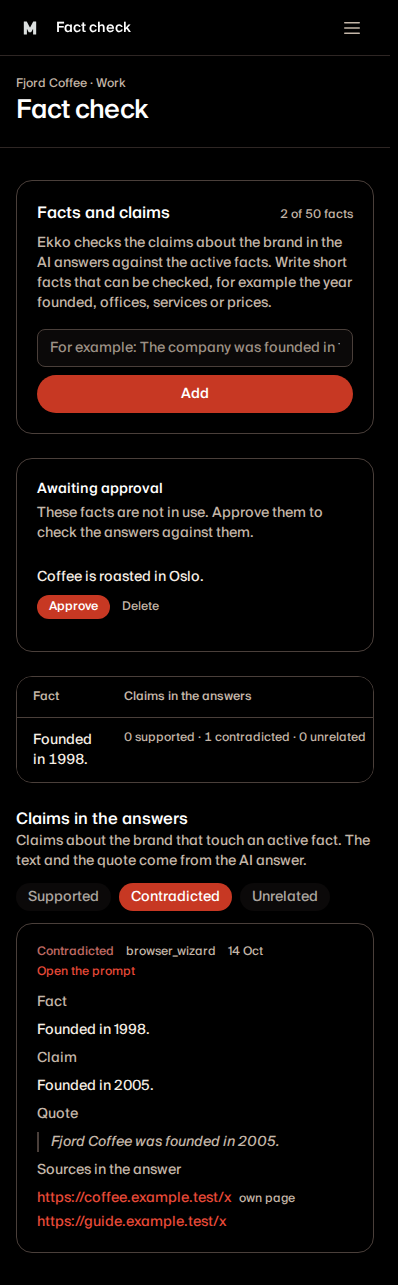 Fact check
Fjord Coffee · Work
Fact check
Facts and claims
2 of 50 facts
Ekko checks the claims about the brand in the
AI answers against the active facts. Write short
facts that can be checked, for example the year
founded, offices, services or prices.
For example: The company was founded in
Add
Awaiting approval
These facts are not in use. Approve them to
check the answers against them.
Coffee is roasted in Oslo.
Approve Delete
Fact Claims in the answers
Founded
in 1998.
0 supported · 1 contradicted · 0 unrelated
Claims in the answers
Claims about the brand that touch an active fact. The
text and the quote come from the AI answer.
Supported Contradicted Unrelated
Contradicted browser_wizard 14 Oct
Open the prompt
Fact
Founded in 1998.
Claim
Founded in 2005.
Quote
Fjord Coffee was founded in 2005.
Sources in the answer
https://coffee.example.test/x own page
https://guide.example.test/x